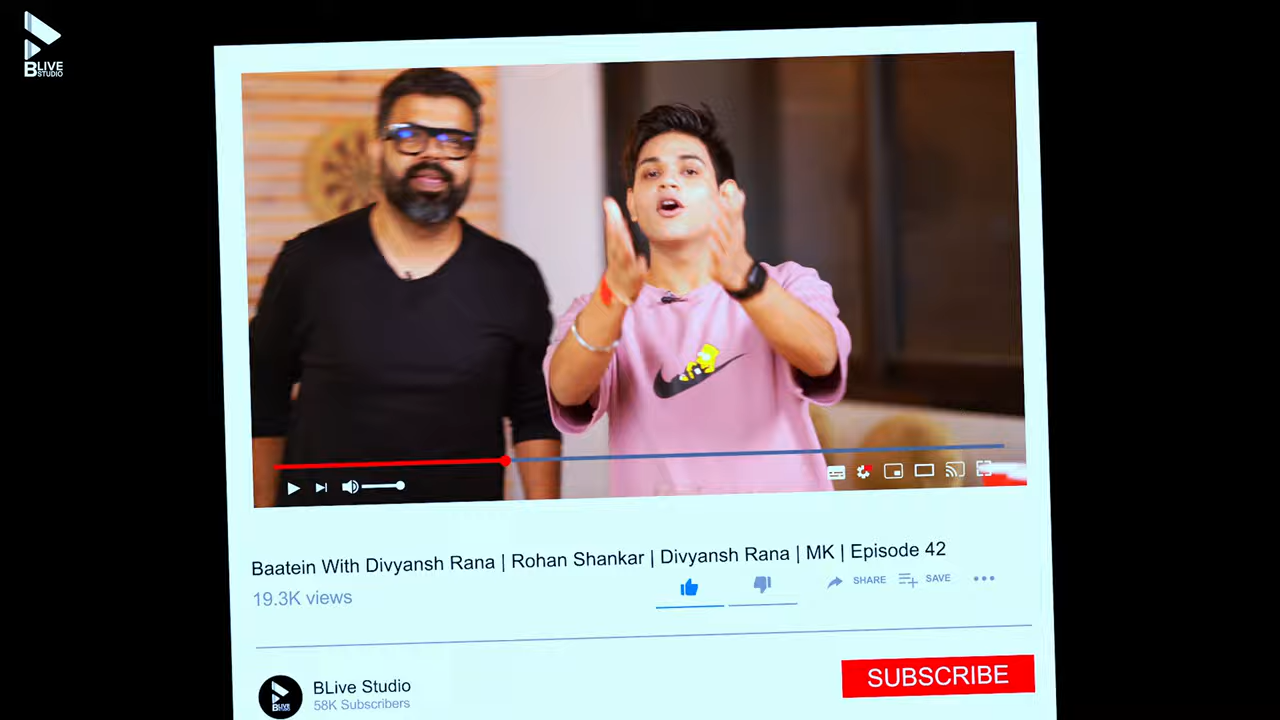 BLIVE
STUDIO
Baatein With Divyansh Rana | Rohan Shankar | Divyansh Rana | MK | Episode 42
19.3K views
SHARE
SAVE
BLive Studio
58K Subscribers
SUBSCRIBE
BLIVE